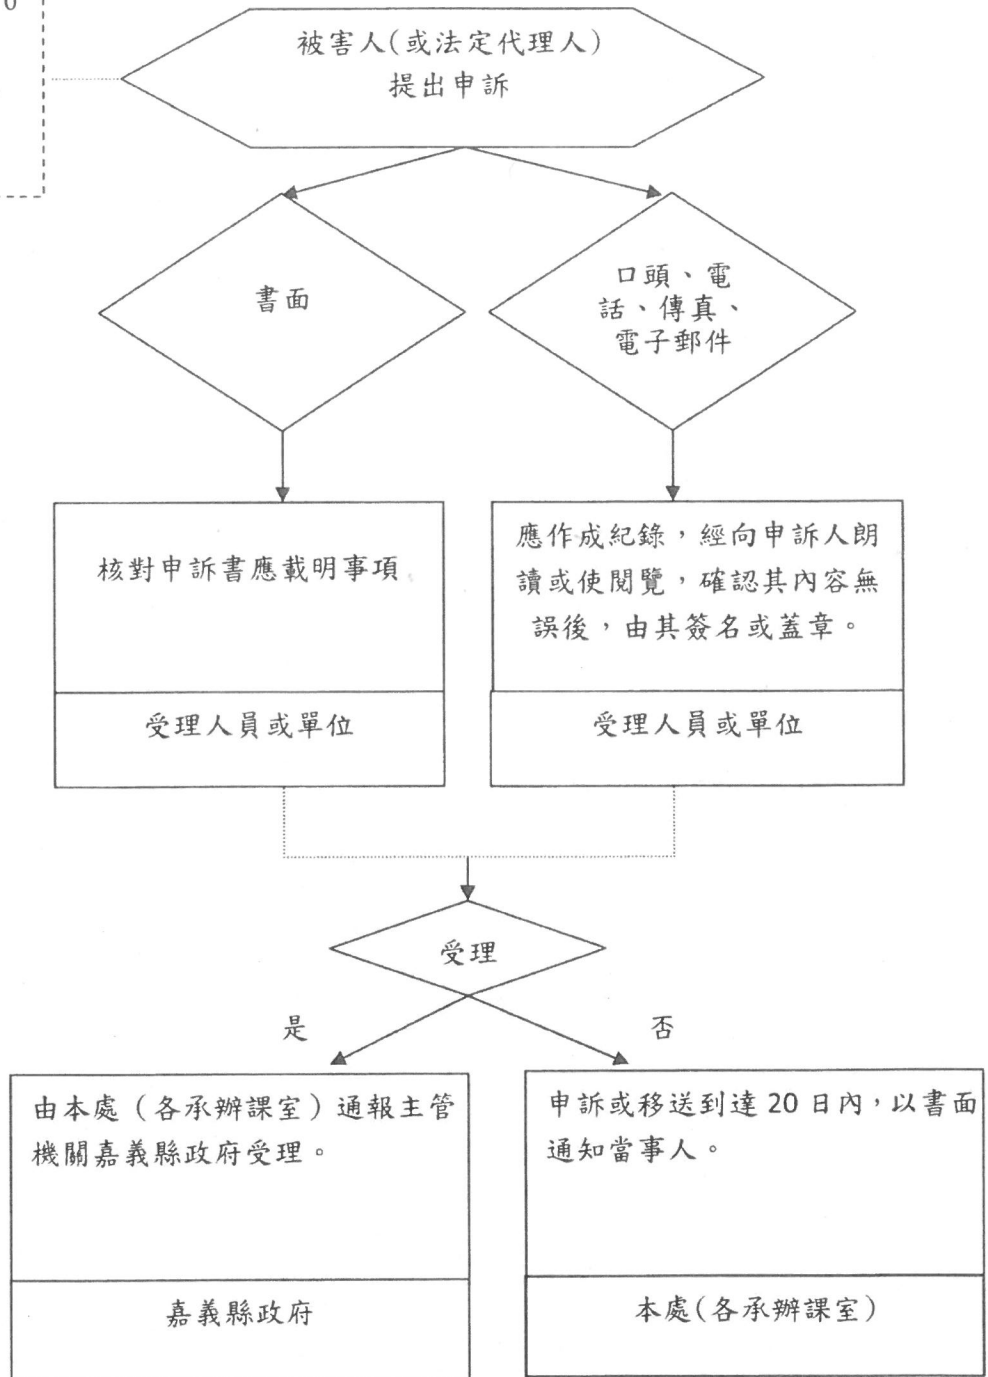 0
被害人(或法定代理人)
提出申訴
書面
口頭、電
話、傳真、
電子郵件
核對申訴書應載明事項
應作成紀錄，經向申訴人朗
讀或使閱覽，確認其內容無
誤後，由其簽名或蓋章。
受理人員或單位
受理人員或單位
受理
是
否
由本處（各承辦課室）通報主管
機關嘉義縣政府受理。
申訴或移送到達 20 日內，以書面
通知當事人。
嘉義縣政府
本處(各承辦課室)